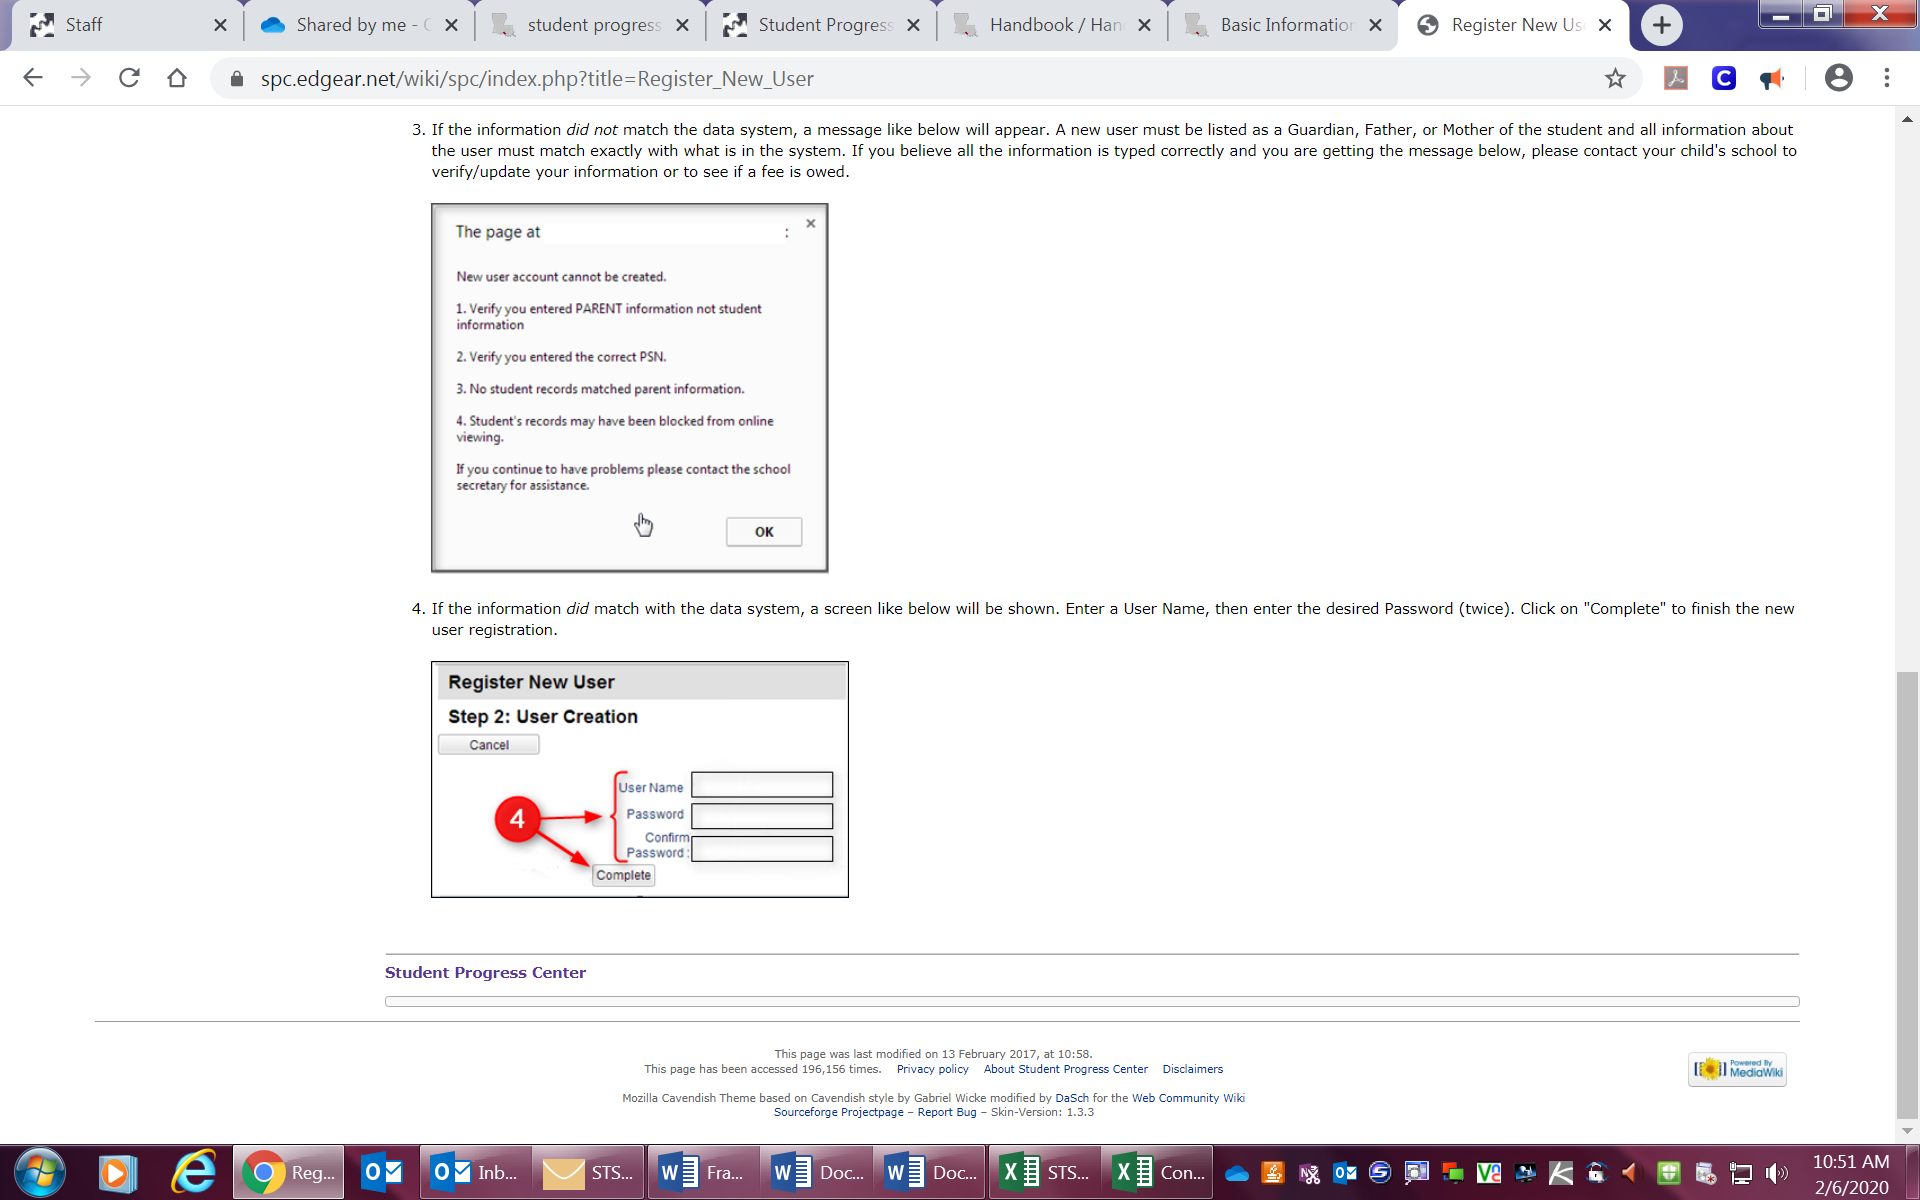 Staff
Shared by me - 
student progress
Student Progress
Handbook / Han
Basic Information
Register New Us
spc.edgear.net/wiki/spc/index.php?title=Register_New_User
3. If the information did not match the data system, a message like below will appear. A new user must be listed as a Guardian, Father, or Mother of the student and all information about
the user must match exactly with what is in the system. If you believe all the information is typed correctly and you are getting the message below, please contact your child's school to
verify/update your information or to see if a fee is owed.
The page at :
New user account cannot be created.
1. Verify you entered PARENT information not student
information
2. Verify you entered the correct PSN.
3. No student records matched parent information.
4. Student's records may have been blocked from online
viewing.
If you continue to have problems please contact the school
secretary for assistance.
OK
4. If the information did match with the data system, a screen like below will be shown. Enter a User Name, then enter the desired Password (twice). Click on "Complete" to finish the new
user registration.
Register New User
Step 2: User Creation
Cancel
User Name
4
Password
Confirm
Password:
Complete
Student Progress Center
This page was last modified on 13 February 2017, at 10:58.
This page has been accessed 196,156 times. Privacy policy About Student Progress Center Disclaimers
Powered By
MediaWiki
Mozilla Cavendish Theme based on Cavendish style by Gabriel Wicke modified by DaSch for the Web Community Wiki
Sourceforge Projectpage – Report Bug – Skin-Version: 1.3.3
Reg...
Inb...
STS...
Fra...
Doc...
Doc...
STS...
Con...
10:51 AM
2/6/2020